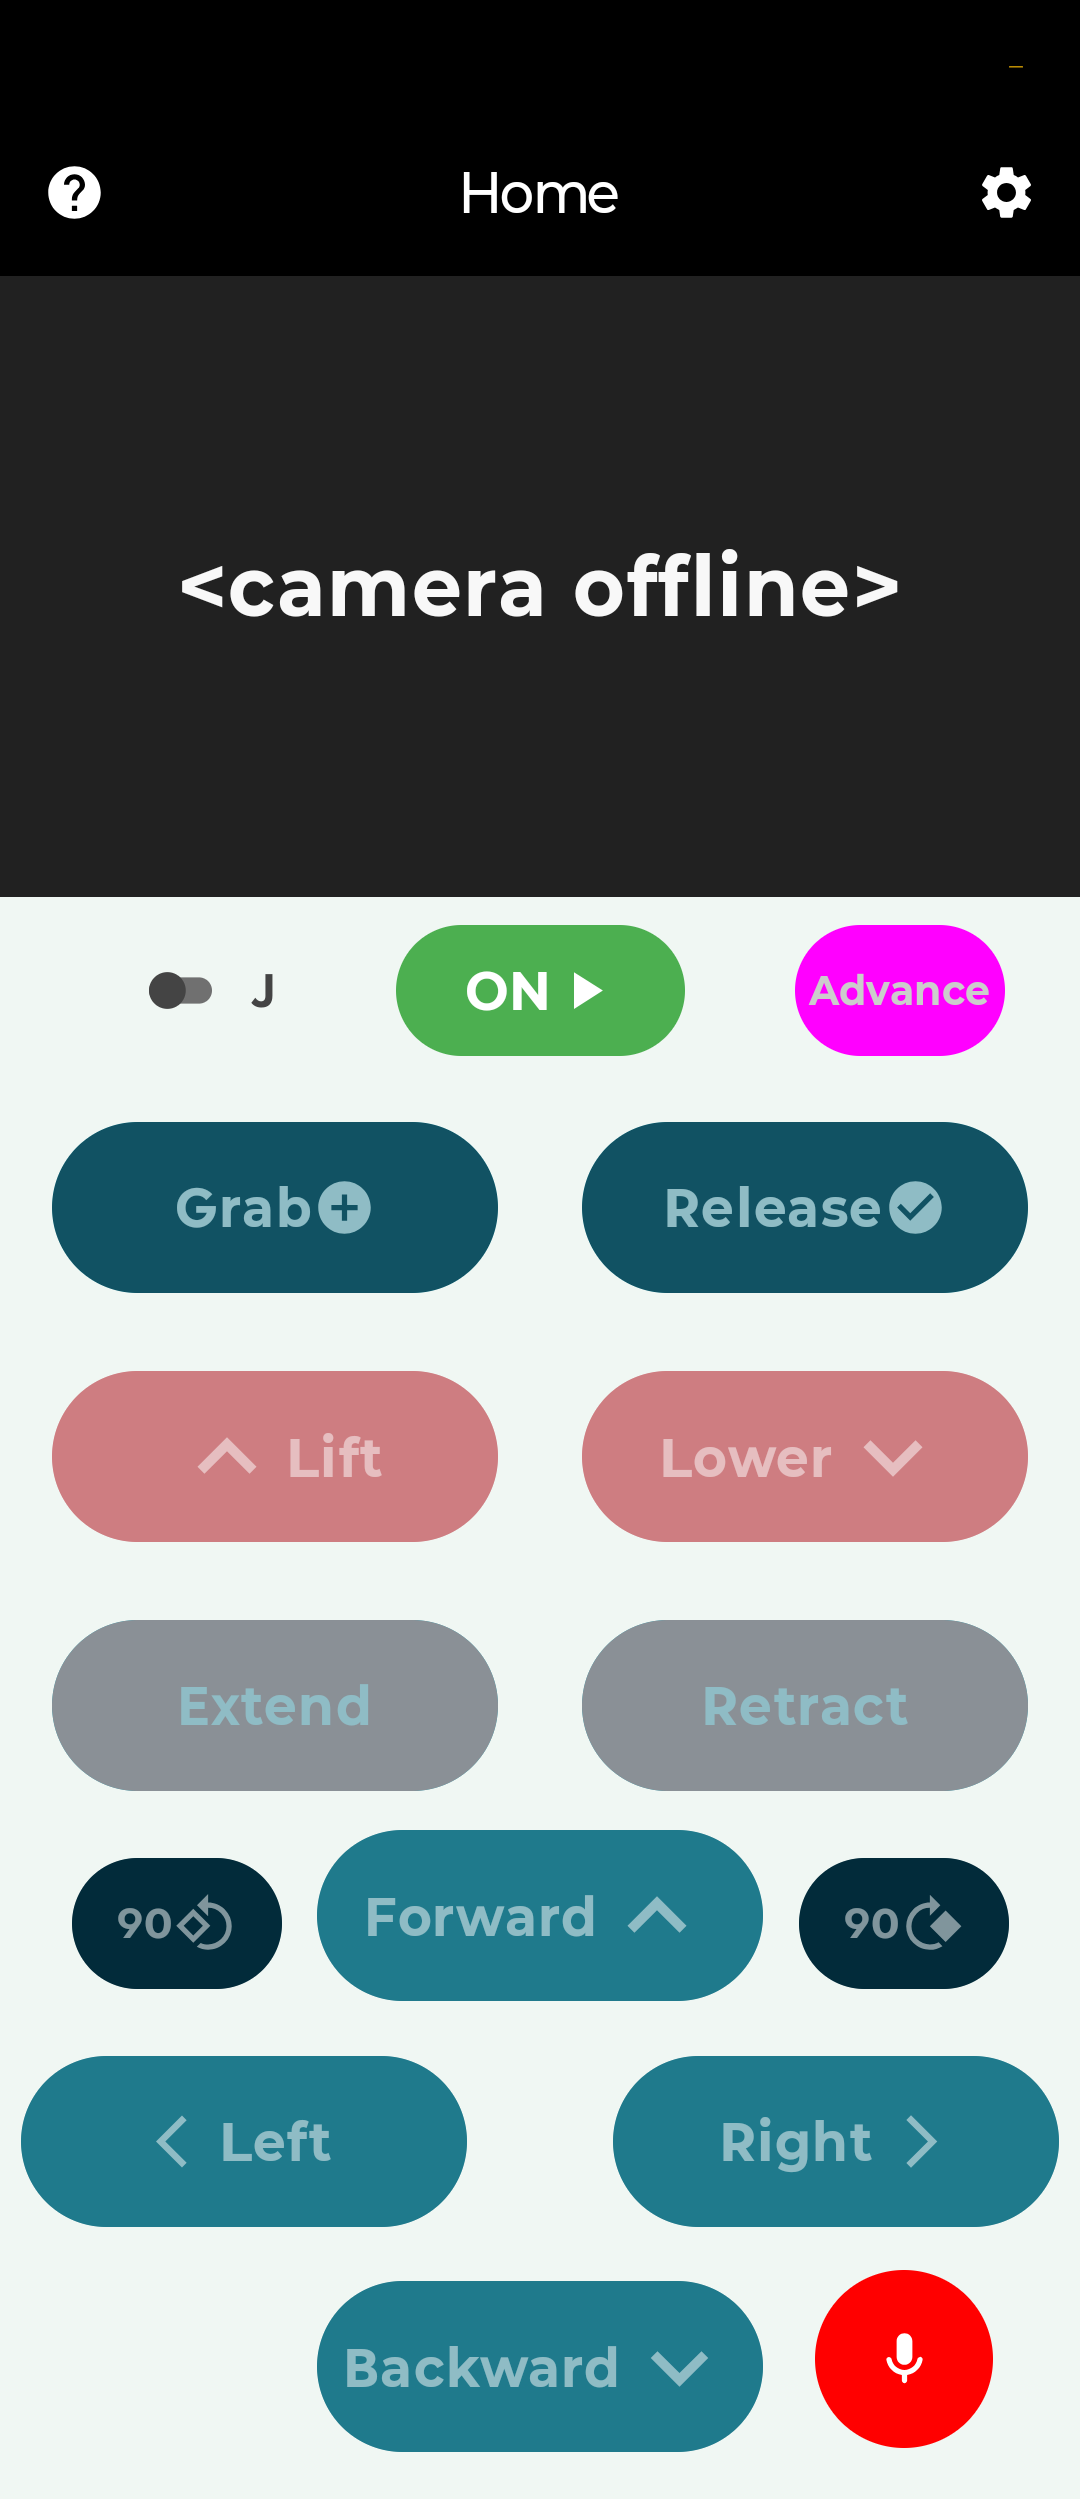 Home
<camera offline>
J
ON
Advance
Grab
Release
Lift
Lower
Extend
Retract
90
Forward
90
Left
Right
Backward